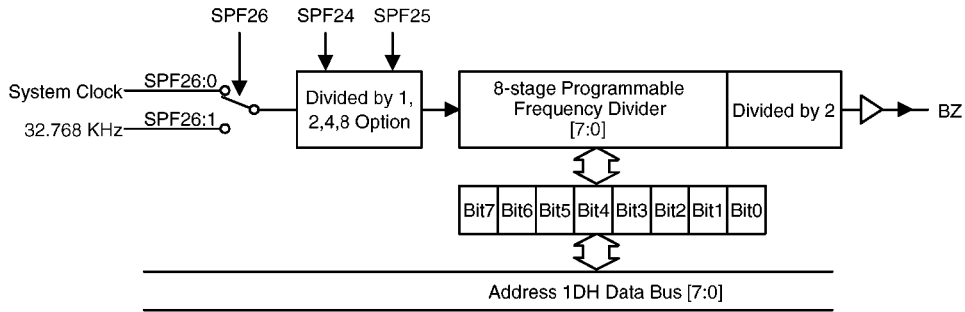 SPF26 SPF24 SPF25
System Clock SPF26:0
32.768 KHz SPF26:1
Divided by 1,
2,4,8 Option
8-stage Programmable
Frequency Divider
[7:0]
Divided by 2
BZ
Bit7 Bit6 Bit5 Bit4 Bit3 Bit2 Bit1 Bit0
Address 1DH Data Bus [7:0]